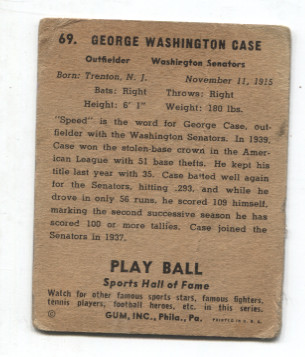 69. GEORGE WASHINGTON CASE
Outfielder Washington Senators
Born: Trenton, N. J. November 11, 1915
Bats: Right Throws: Right
Height: 6' 1" Weight: 180 lbs.
"Speed" is the word for George Case, out-
fielder with the Washington Senators. In 1939,
Case won the stolen-base crown in the Amer-
ican League with 51 base thefts. He kept his
title last year with 35. Case batted well again
for the Senators, hitting .293, and while he
drove in only 56 runs, he scored 109 himself,
marking the second successive season he has
scored 100 or more tallies. Case joined the
Senators in 1937.
PLAY BALL
Sports Hall of Fame
Watch for other famous sports stars, famous fighters,
tennis players, football heroes, etc., in this series.
© GUM, INC., Phila., Pa. PRINTED IN U. S. A.